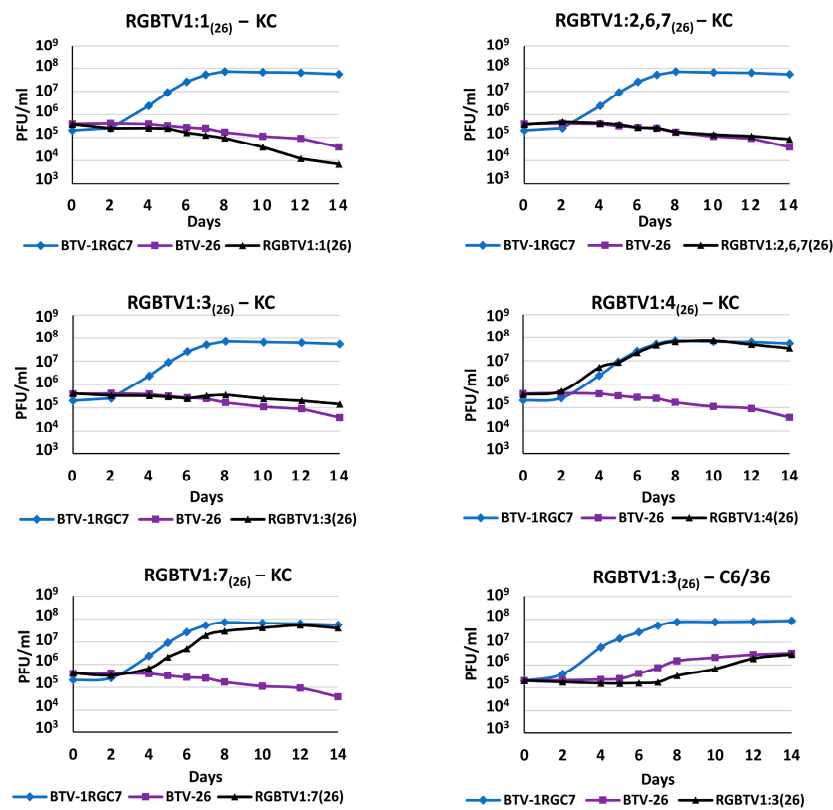 RGBTV1:1(26) – KC
10⁹
10⁸
10⁷
10⁶
10⁵
10⁴
10³
PFU/ml
0 2 4 6 8 10 12 14
Days
BTV-1RGC7 BTV-26 RGBTV1:1(26)
RGBTV1:2,6,7(26) – KC
10⁹
10⁸
10⁷
10⁶
10⁵
10⁴
10³
PFU/ml
0 2 4 6 8 10 12 14
Days
BTV-1RGC7 BTV-26 RGBTV1:2,6,7(26)
RGBTV1:3(26) – KC
10⁹
10⁸
10⁷
10⁶
10⁵
10⁴
10³
PFU/ml
0 2 4 6 8 10 12 14
Days
BTV-1RGC7 BTV-26 RGBTV1:3(26)
RGBTV1:4(26) – KC
10⁹
10⁸
10⁷
10⁶
10⁵
10⁴
10³
PFU/ml
0 2 4 6 8 10 12 14
Days
BTV-1RGC7 BTV-26 RGBTV1:4(26)
RGBTV1:7(26) – KC
10⁹
10⁸
10⁷
10⁶
10⁵
10⁴
10³
PFU/ml
0 2 4 6 8 10 12 14
Days
BTV-1RGC7 BTV-26 RGBTV1:7(26)
RGBTV1:3(26) – C6/36
10⁹
10⁸
10⁷
10⁶
10⁵
10⁴
10³
PFU/ml
0 2 4 6 8 10 12 14
Days
BTV-1RGC7 BTV-26 RGBTV1:3(26)